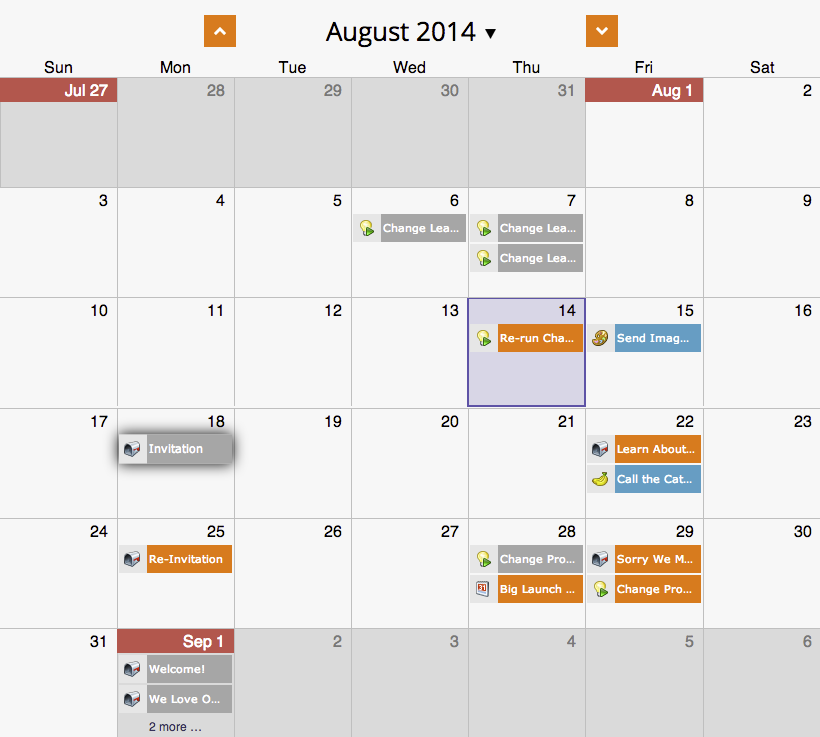 August 2014 ▼
Sun Mon Tue Wed Thu Fri Sat
Jul 27 28 29 30 31 Aug 1 2
3 4 5 6 7 8 9
Change Lea... Change Lea...
Change Lea...
10 11 12 13 14 15 16
Re-run Cha... Send Imag...
17 18 19 20 21 22 23
Invitation Learn About...
Call the Cat...
24 25 26 27 28 29 30
Re-Invitation Change Pro... Sorry We M...
Big Launch ... Change Pro...
31 Sep 1 2 3 4 5 6
Welcome!
We Love O...
2 more ...